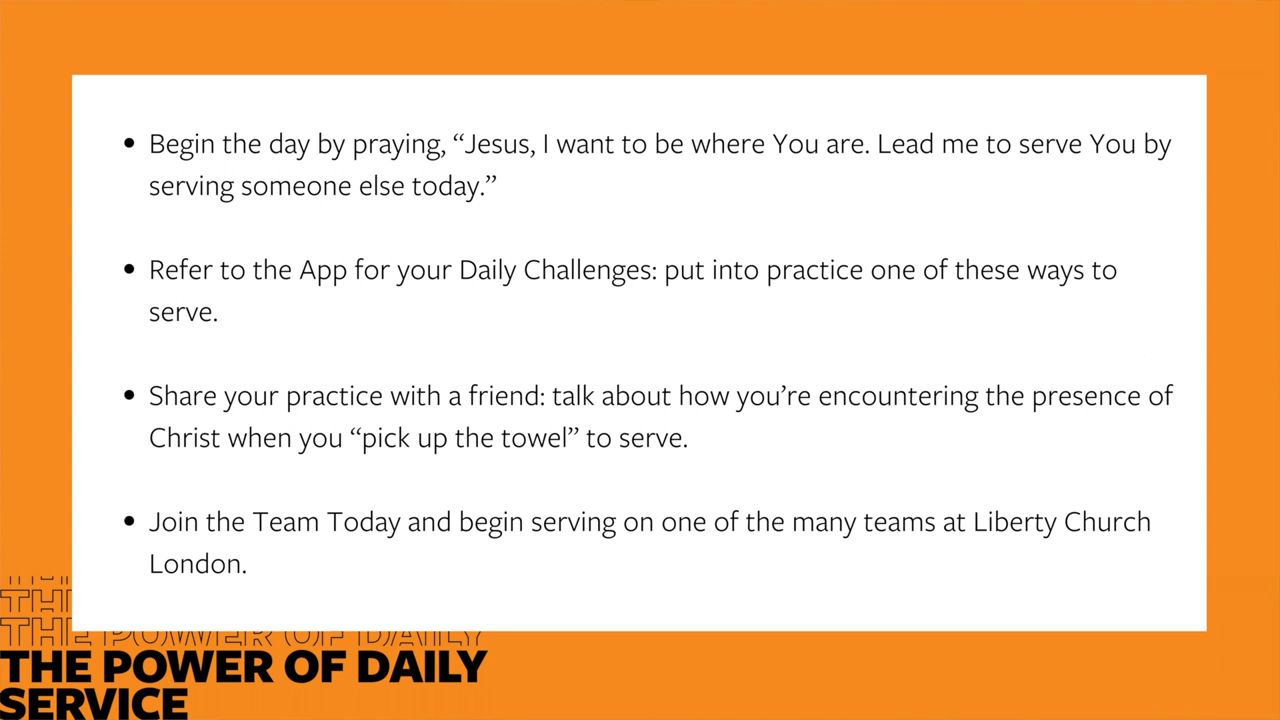 • Begin the day by praying, “Jesus, I want to be where You are. Lead me to serve You by
serving someone else today.”
• Refer to the App for your Daily Challenges: put into practice one of these ways to
serve.
• Share your practice with a friend: talk about how you’re encountering the presence of
Christ when you “pick up the towel” to serve.
• Join the Team Today and begin serving on one of the many teams at Liberty Church
London.
THE POWER OF DAILY
THE POWER OF DAILY
SERVICE